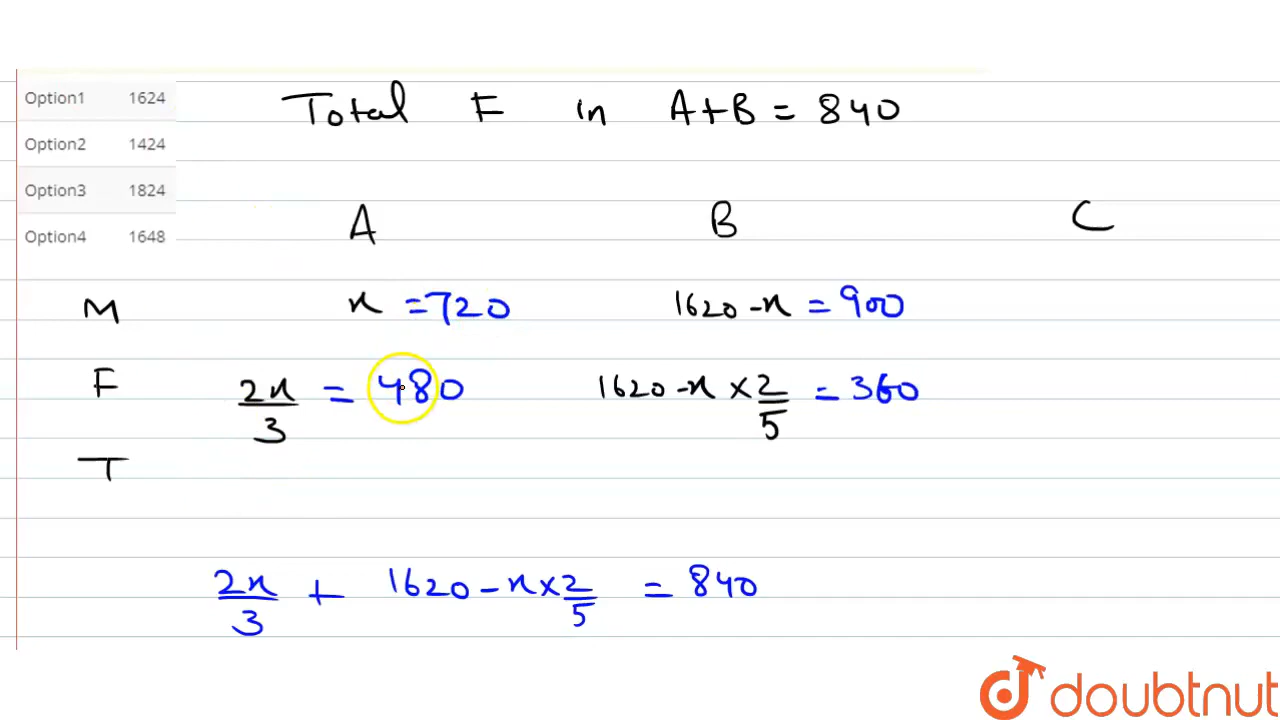 Option1 1624
Option2 1424
Option3 1824
Option4 1648
Total F in A+B = 840
A B C
M x =720 1620-x = 900
F 2x/3 = 480 1620-x × 2/5 = 360
T
2x/3 + 1620-x×2/5 = 840
doubtnut